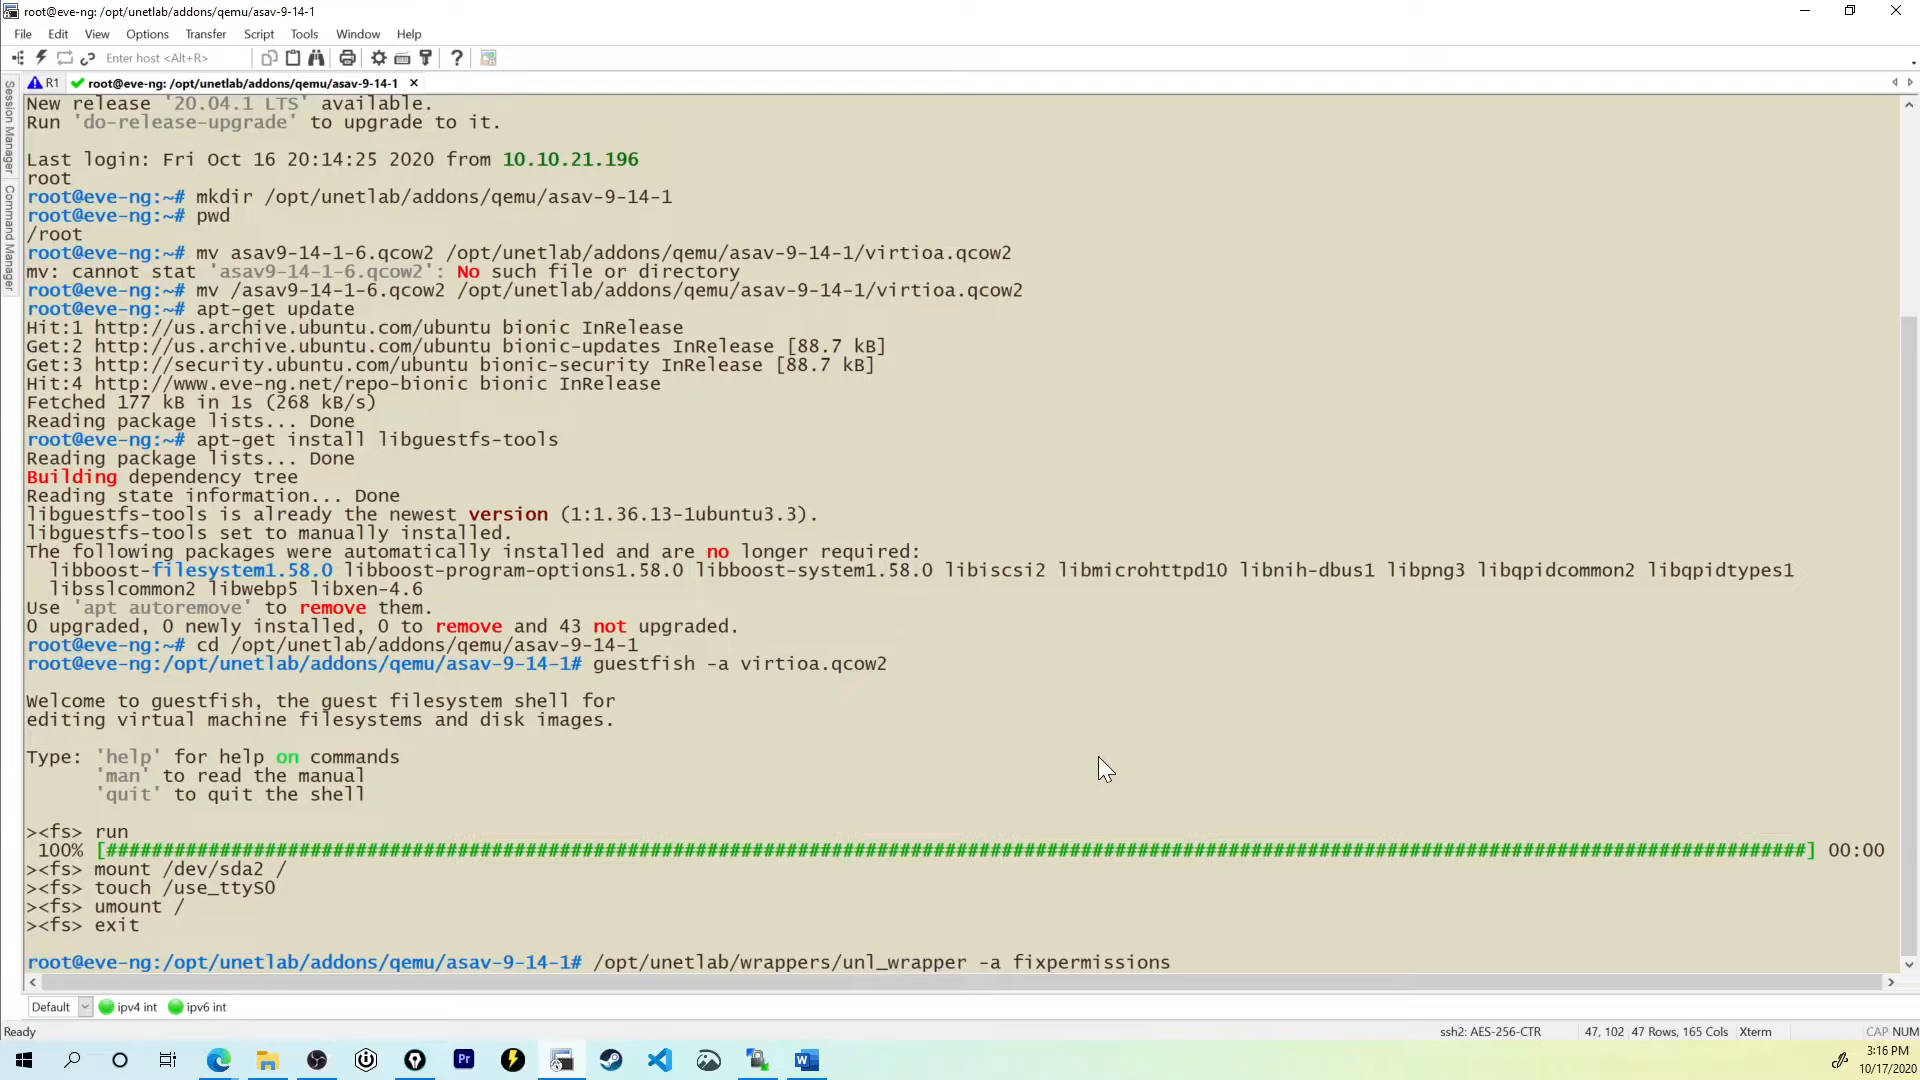 root@eve-ng: /opt/unetlab/addons/qemu/asav-9-14-1
File Edit View Options Transfer Script Tools Window Help
Enter host <Alt+R>
R1 root@eve-ng: /opt/unetlab/addons/qemu/asav-9-14-1
Session Manager
Command Manager
New release '20.04.1 LTS' available.
Run 'do-release-upgrade' to upgrade to it.
Last login: Fri Oct 16 20:14:25 2020 from 10.10.21.196
root
root@eve-ng:~# mkdir /opt/unetlab/addons/qemu/asav-9-14-1
root@eve-ng:~# pwd
/root
root@eve-ng:~# mv asav9-14-1-6.qcow2 /opt/unetlab/addons/qemu/asav-9-14-1/virtioa.qcow2
mv: cannot stat 'asav9-14-1-6.qcow2': No such file or directory
root@eve-ng:~# mv /asav9-14-1-6.qcow2 /opt/unetlab/addons/qemu/asav-9-14-1/virtioa.qcow2
root@eve-ng:~# apt-get update
Hit:1 http://us.archive.ubuntu.com/ubuntu bionic InRelease
Get:2 http://us.archive.ubuntu.com/ubuntu bionic-updates InRelease [88.7 kB]
Get:3 http://security.ubuntu.com/ubuntu bionic-security InRelease [88.7 kB]
Hit:4 http://www.eve-ng.net/repo-bionic bionic InRelease
Fetched 177 kB in 1s (268 kB/s)
Reading package lists... Done
root@eve-ng:~# apt-get install libguestfs-tools
Reading package lists... Done
Building dependency tree
Reading state information... Done
libguestfs-tools is already the newest version (1:1.36.13-1ubuntu3.3).
libguestfs-tools set to manually installed.
The following packages were automatically installed and are no longer required:
libboost-filesystem1.58.0 libboost-program-options1.58.0 libboost-system1.58.0 libiscsi2 libmicrohttpd10 libnih-dbus1 libpng3 libqpidcommon2 libqpidtypes1
libsslcommon2 libwebp5 libxen-4.6
Use 'apt autoremove' to remove them.
0 upgraded, 0 newly installed, 0 to remove and 43 not upgraded.
root@eve-ng:~# cd /opt/unetlab/addons/qemu/asav-9-14-1
root@eve-ng:/opt/unetlab/addons/qemu/asav-9-14-1# guestfish -a virtioa.qcow2
Welcome to guestfish, the guest filesystem shell for
editing virtual machine filesystems and disk images.
Type: 'help' for help on commands
'man' to read the manual
'quit' to quit the shell
><fs> run
100% [####################################################################################################################################################] 00:00
><fs> mount /dev/sda2 /
><fs> touch /use_ttyS0
><fs> umount /
><fs> exit
root@eve-ng:/opt/unetlab/addons/qemu/asav-9-14-1# /opt/unetlab/wrappers/unl_wrapper -a fixpermissions
Default ipv4 int ipv6 int
Ready ssh2: AES-256-CTR 47, 102 47 Rows, 165 Cols Xterm CAP NUM
Pr
3:16 PM
10/17/2020